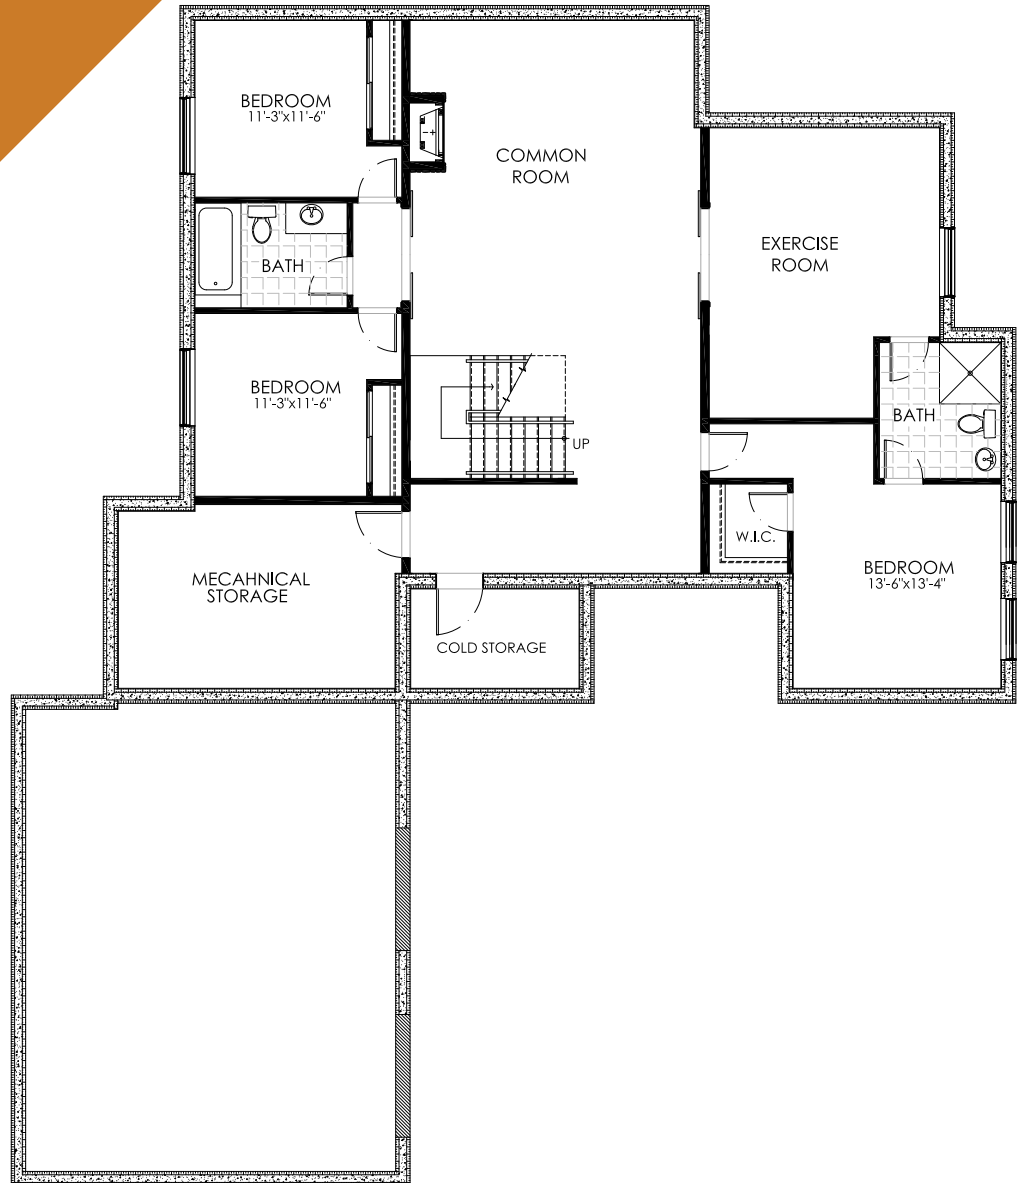 BEDROOM
11'-3"x11'-6"
COMMON
ROOM
EXERCISE
ROOM
BATH
BEDROOM
11'-3"x11'-6"
BATH
UP
W.I.C.
BEDROOM
13'-6"x13'-4"
MECAHNICAL
STORAGE
COLD STORAGE